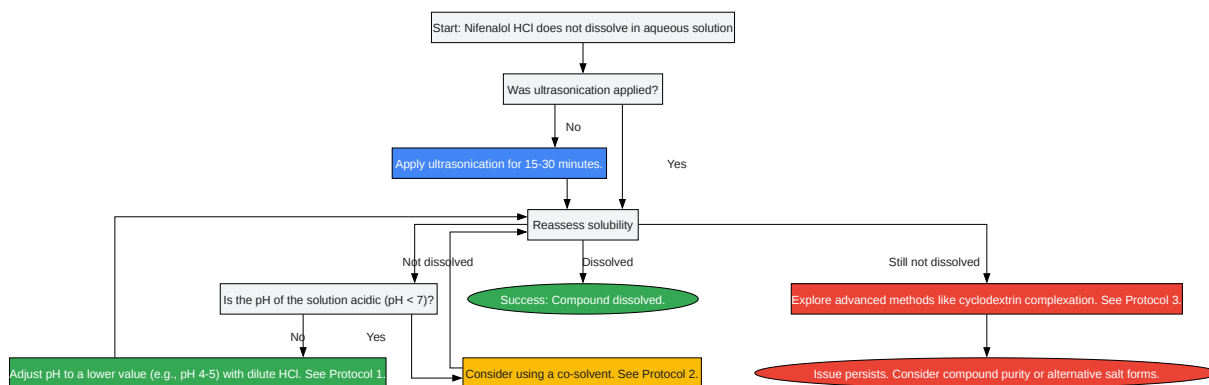 Start: Nifenalol HCl does not dissolve in aqueous solution
Was ultrasonication applied?
No
Apply ultrasonication for 15-30 minutes.
Yes
Reassess solubility
Not dissolved
Dissolved
Still not dissolved
Is the pH of the solution acidic (pH < 7)?
Success: Compound dissolved.
Explore advanced methods like cyclodextrin complexation. See Protocol 3.
No
Yes
Adjust pH to a lower value (e.g., pH 4-5) with dilute HCl. See Protocol 1.
Consider using a co-solvent. See Protocol 2.
Issue persists. Consider compound purity or alternative salt forms.